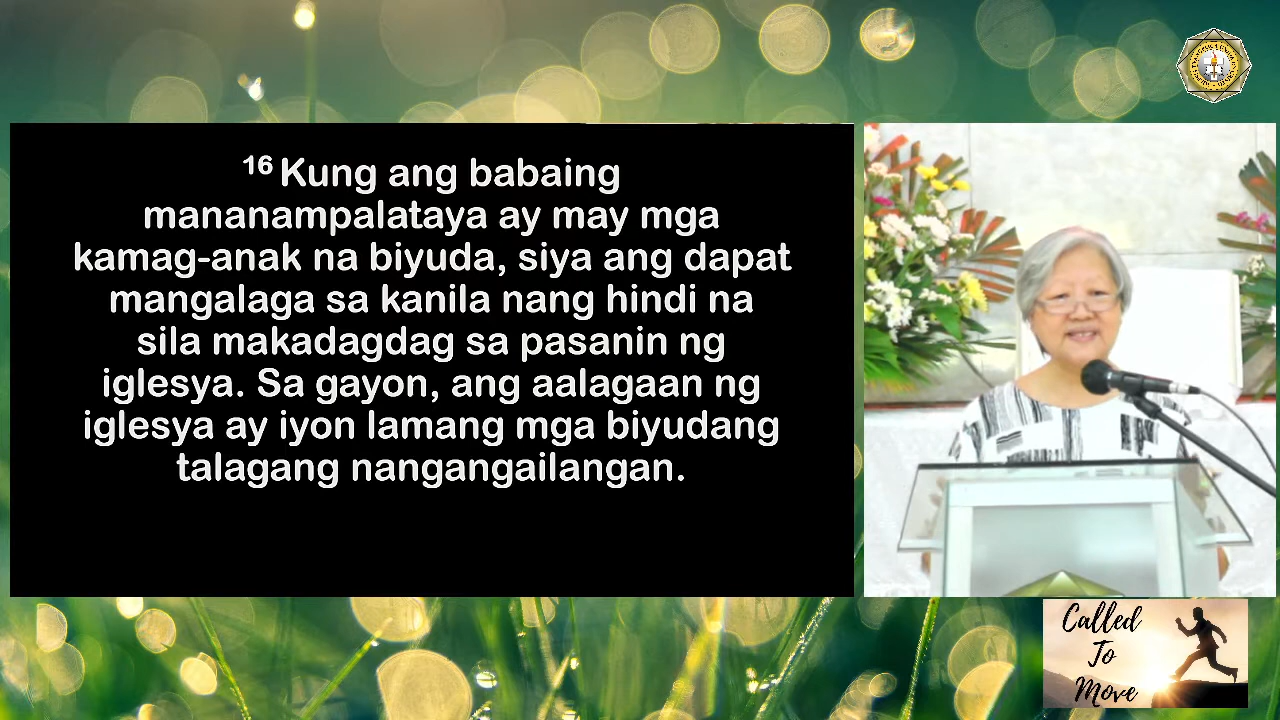 16 Kung ang babaing
mananampalataya ay may mga
kamag-anak na biyuda, siya ang dapat
mangalaga sa kanila nang hindi na
sila makadagdag sa pasanin ng
iglesya. Sa gayon, ang aalagaan ng
iglesya ay iyon lamang mga biyudang
talagang nangangailangan.
Called
To
Move